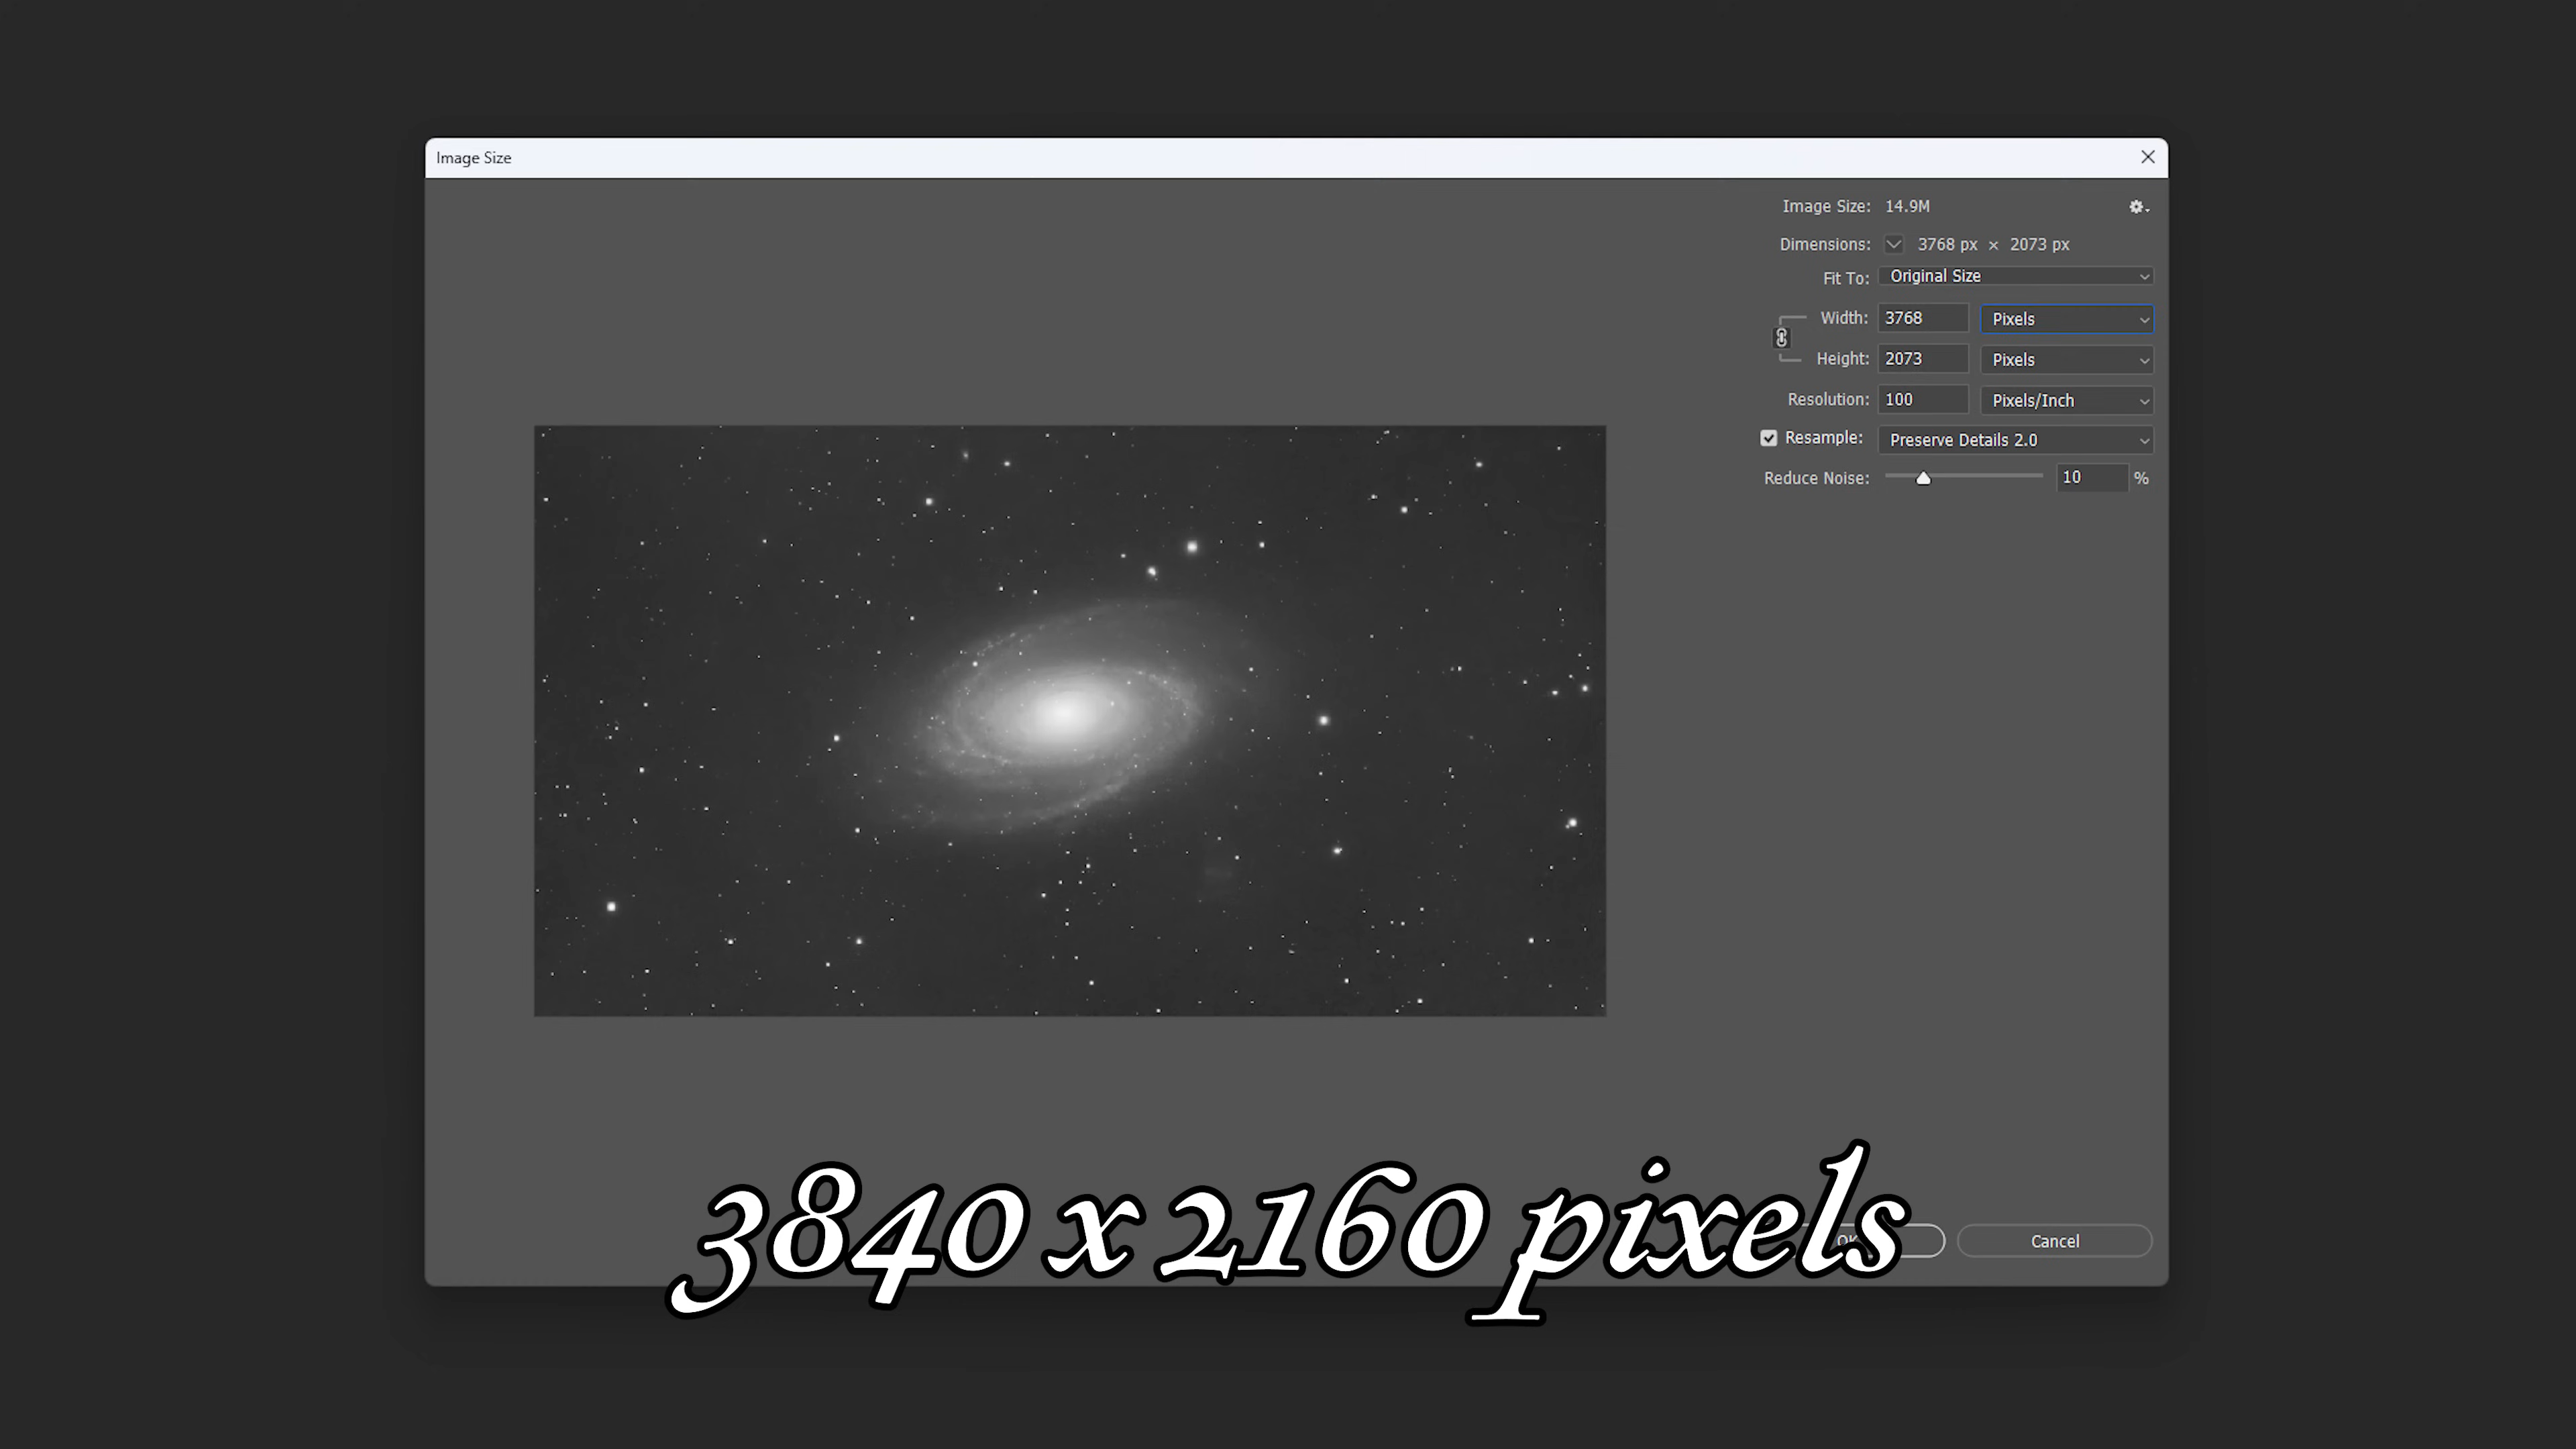 Image Size
Image Size: 14.9M
Dimensions: 3768 px × 2073 px
Fit To: Original Size
Width: 3768 Pixels
Height: 2073 Pixels
Resolution: 100 Pixels/Inch
Resample: Preserve Details 2.0
Reduce Noise: 10 %
3840 x 2160 pixels
OK Cancel